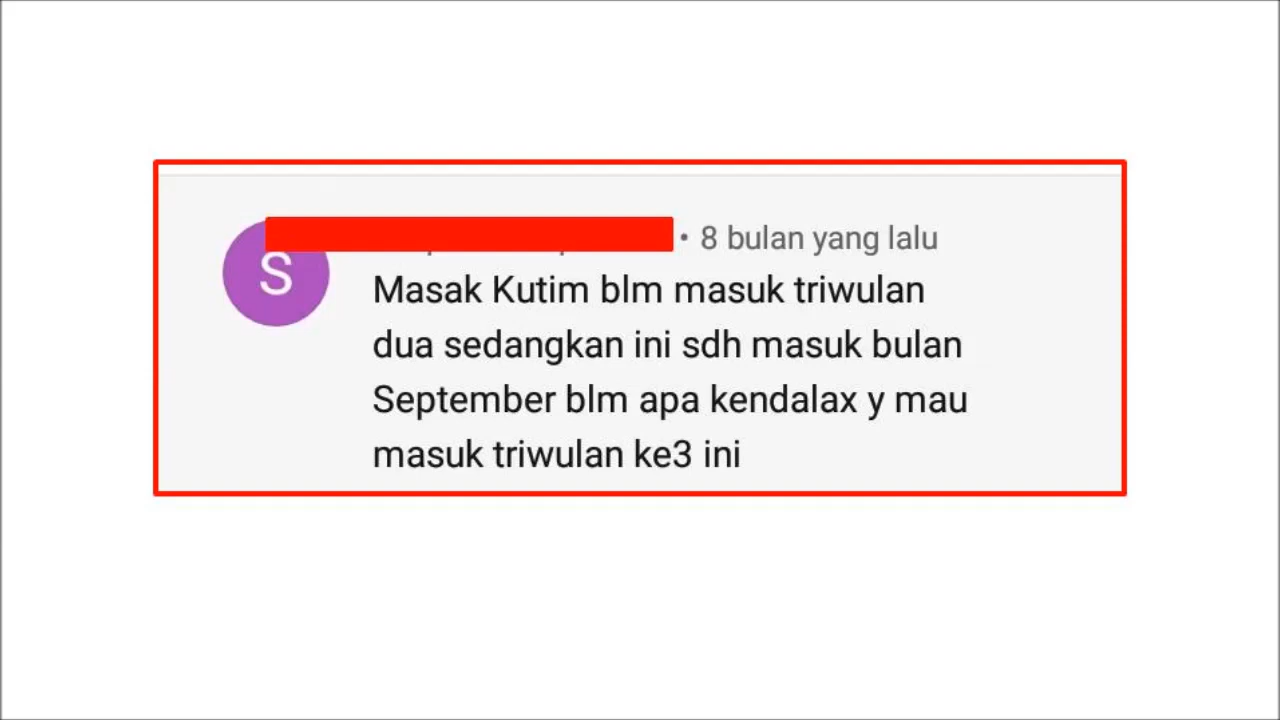 S
• 8 bulan yang lalu
Masak Kutim blm masuk triwulan
dua sedangkan ini sdh masuk bulan
September blm apa kendalax y mau
masuk triwulan ke3 ini